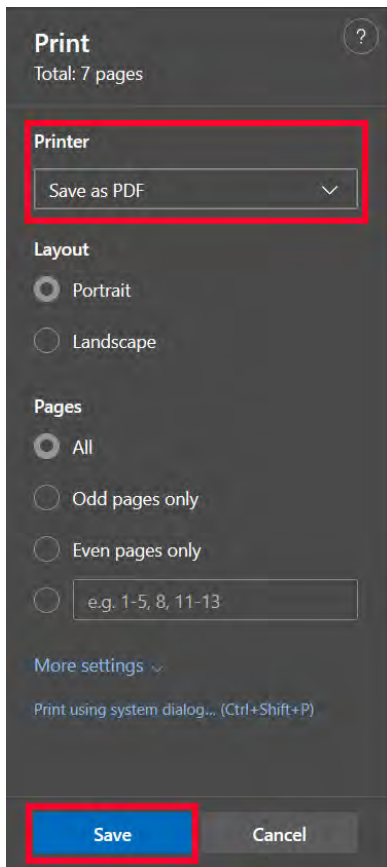 Print
?
Total: 7 pages
Printer
Save as PDF
Layout
Portrait
Landscape
Pages
All
Odd pages only
Even pages only
e.g. 1-5, 8, 11-13
More settings
Print using system dialog... (Ctrl+Shift+P)
Save Cancel